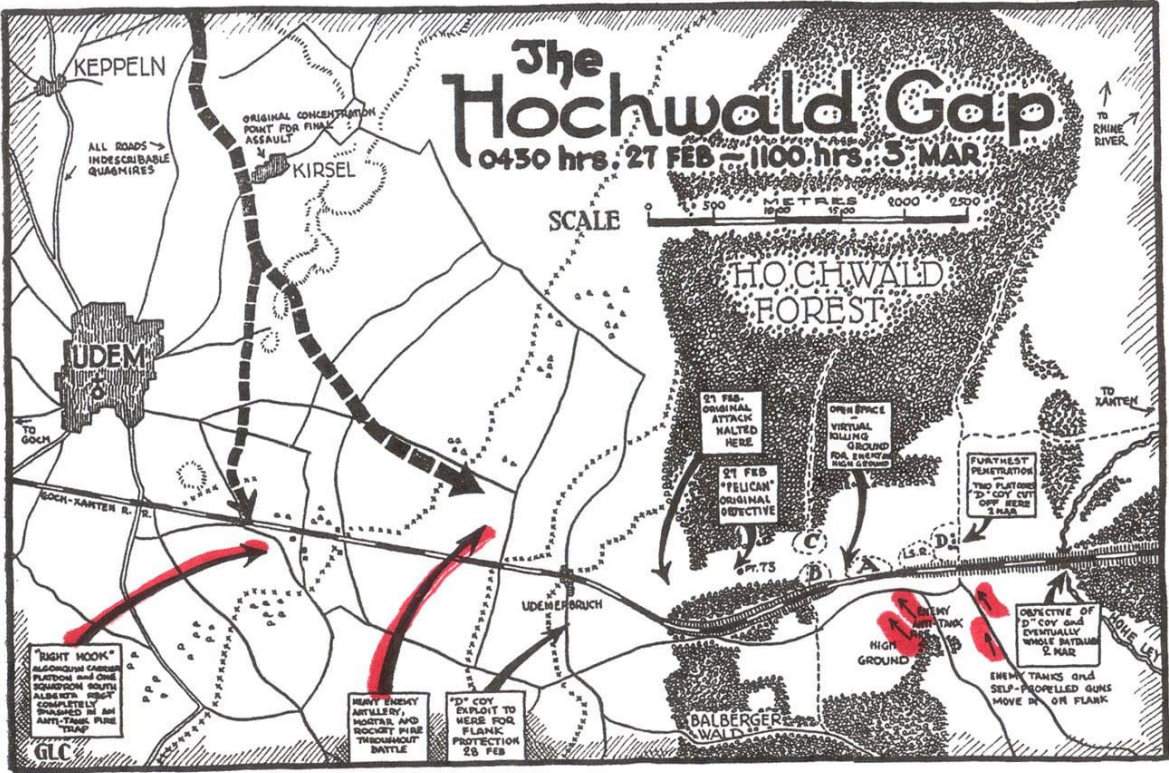 The
Hochwald Gap
0430 hrs. 27 FEB ~ 1100 hrs. 3 MAR
KEPPELN
ALL ROADS
INDESCRIBABLE
QUAGMIRES
ORIGINAL CONCENTRATION
POINT FOR FINAL
ASSAULT
KIRSEL
TO
RHINE
RIVER
SCALE
METRES
0 500 1000 1500 2000 2500
HOCHWALD
FOREST
UDEM
TO
GOCH
TO
XANTEN
27 FEB.
ORIGINAL
ATTACK
HALTED
HERE
OPEN SPACE
–
VIRTUAL
KILLING
GROUND
FOR ENEMY ON
HIGH GROUND
27 FEB
"PELICAN"
ORIGINAL
OBJECTIVE
FURTHEST
PENETRATION
—
TWO PLATOONS
"D" COY CUT
OFF HERE
2 MAR
GOCH-XANTEN R.R.
PT. 73
C
B
A
D
UDEMERBRUCH
ENEMY
ANTI-TANK
HIGH
GROUND
OBJECTIVE OF
"D" COY and
EVENTUALLY
WHOLE BATTALION
2 MAR
HOHE LEY
ENEMY TANKS and
SELF-PROPELLED GUNS
MOVE IN ON FLANK
"RIGHT HOOK"
ALGONQUIN CARRIER
PLATOON and ONE
SQUADRON SOUTH
ALBERTA REGT
COMPLETELY
SMASHED IN AN
ANTI-TANK FIRE
TRAP
HEAVY ENEMY
ARTILLERY,
MORTAR AND
ROCKET FIRE
THROUGHOUT
BATTLE
"D" COY
EXPLOIT TO
HERE FOR
FLANK
PROTECTION
28 FEB
BALBERGER
WALD
GLC